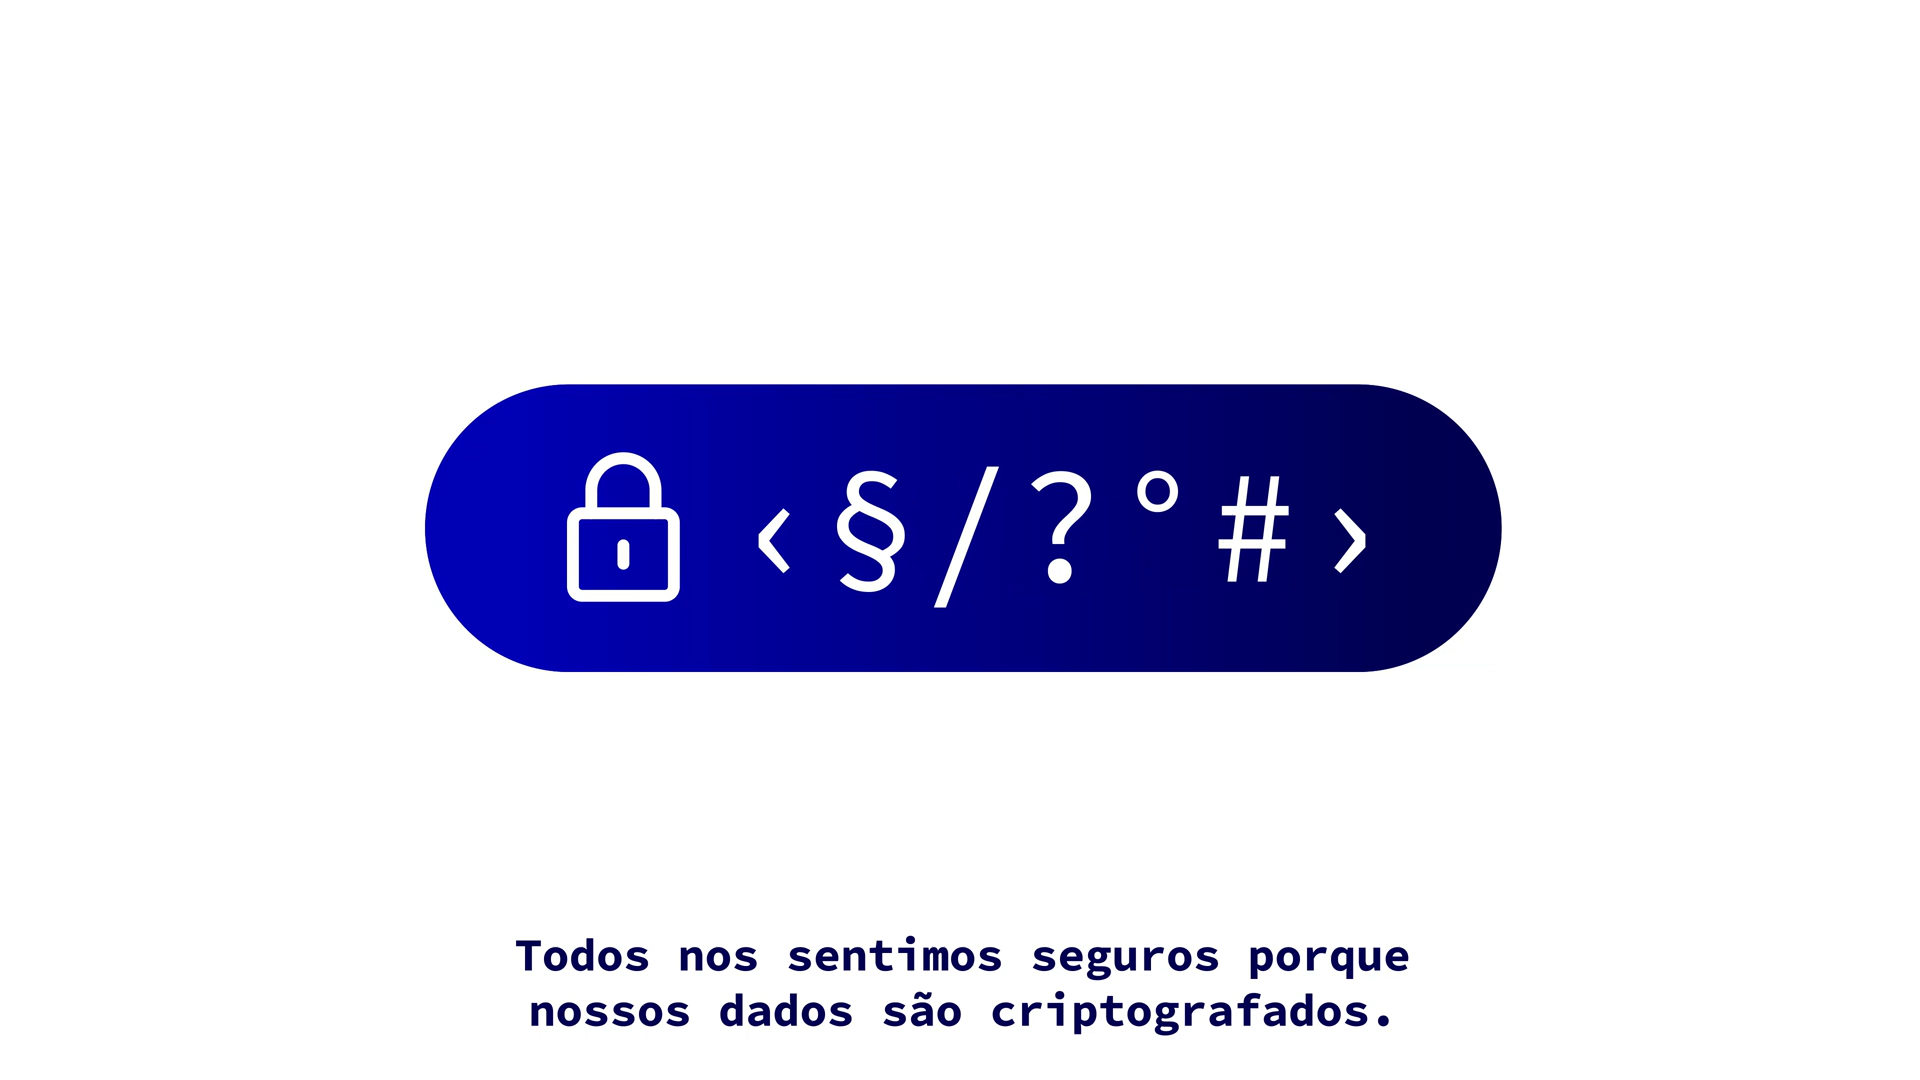 ‹§/?°#›
Todos nos sentimos seguros porque
nossos dados são criptografados.